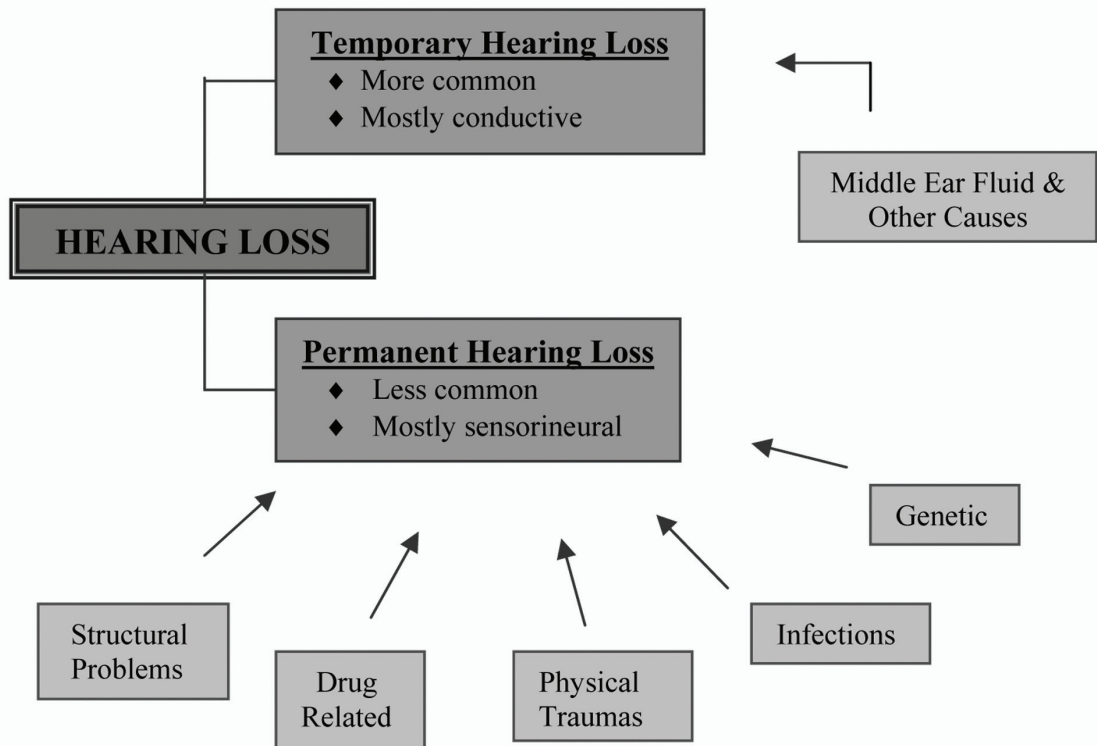 Temporary Hearing Loss
♦ More common
♦ Mostly conductive
Middle Ear Fluid &
Other Causes
HEARING LOSS
Permanent Hearing Loss
♦ Less common
♦ Mostly sensorineural
Genetic
Structural
Problems
Drug
Related
Physical
Traumas
Infections